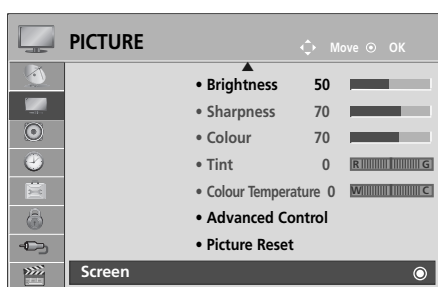 PICTURE
Move OK
• Brightness 50
• Sharpness 70
• Colour 70
• Tint 0 R G
• Colour Temperature 0 W C
• Advanced Control
• Picture Reset
Screen